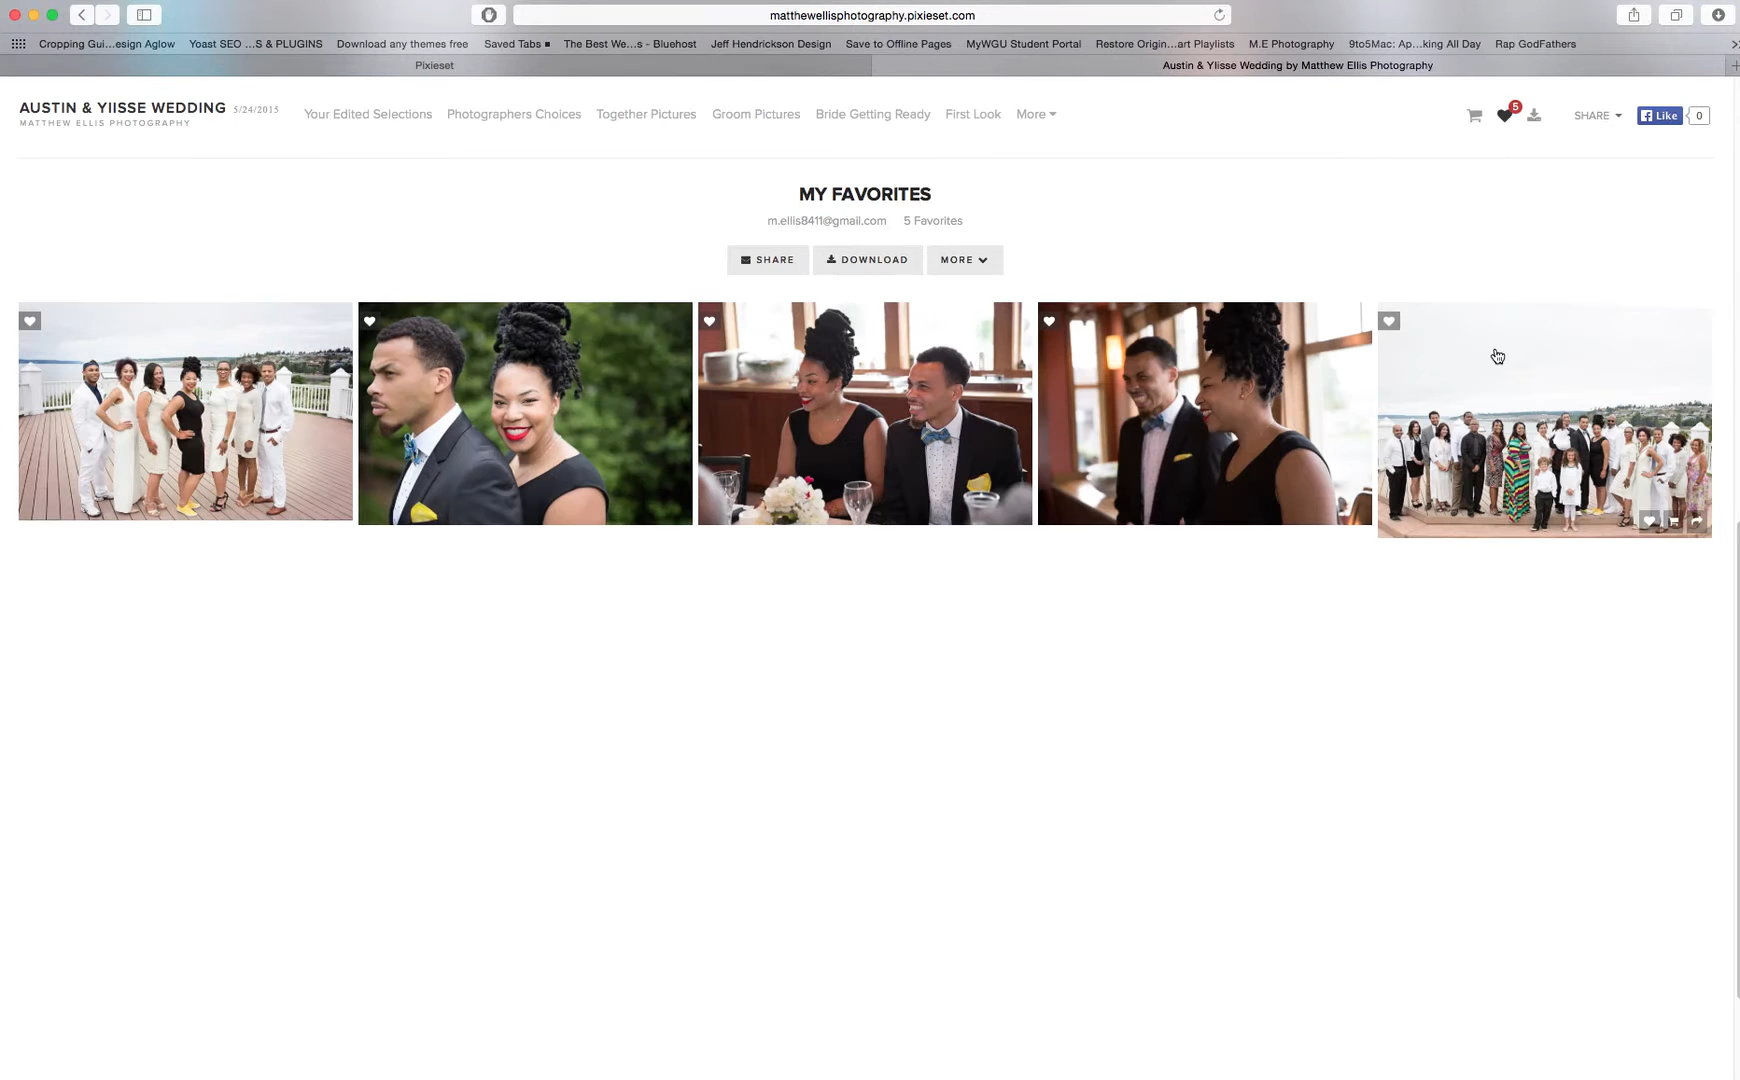 matthewellisphotography.pixieset.com
Cropping Gui...esign Aglow Yoast SEO ...S & PLUGINS Download any themes free Saved Tabs The Best We...s - Bluehost Jeff Hendrickson Design Save to Offline Pages MyWGU Student Portal Restore Origin...art Playlists M.E Photography 9to5Mac: Ap...king All Day Rap GodFathers
Pixieset Austin & Ylisse Wedding by Matthew Ellis Photography
AUSTIN & YIISSE WEDDING 5/24/2015 Your Edited Selections Photographers Choices Together Pictures Groom Pictures Bride Getting Ready First Look More 5 SHARE Like 0
MATTHEW ELLIS PHOTOGRAPHY
MY FAVORITES
m.ellis8411@gmail.com 5 Favorites
SHARE DOWNLOAD MORE